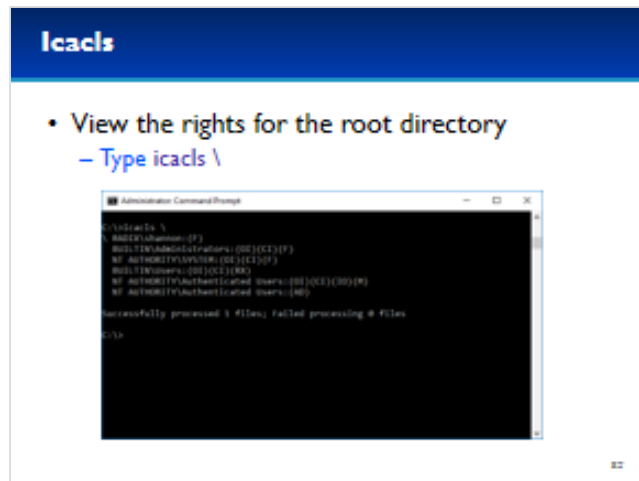 Icacls
• View the rights for the root directory
– Type icacls \
Administrator Command Prompt
C:\>icacls \
\ RADEX\shannon:(F)
BUILTIN\Administrators:(OI)(CI)(F)
NT AUTHORITY\SYSTEM:(OI)(CI)(F)
BUILTIN\Users:(OI)(CI)(RX)
NT AUTHORITY\Authenticated Users:(OI)(CI)(IO)(M)
NT AUTHORITY\Authenticated Users:(AD)
Successfully processed 1 files; Failed processing 0 files
C:\>